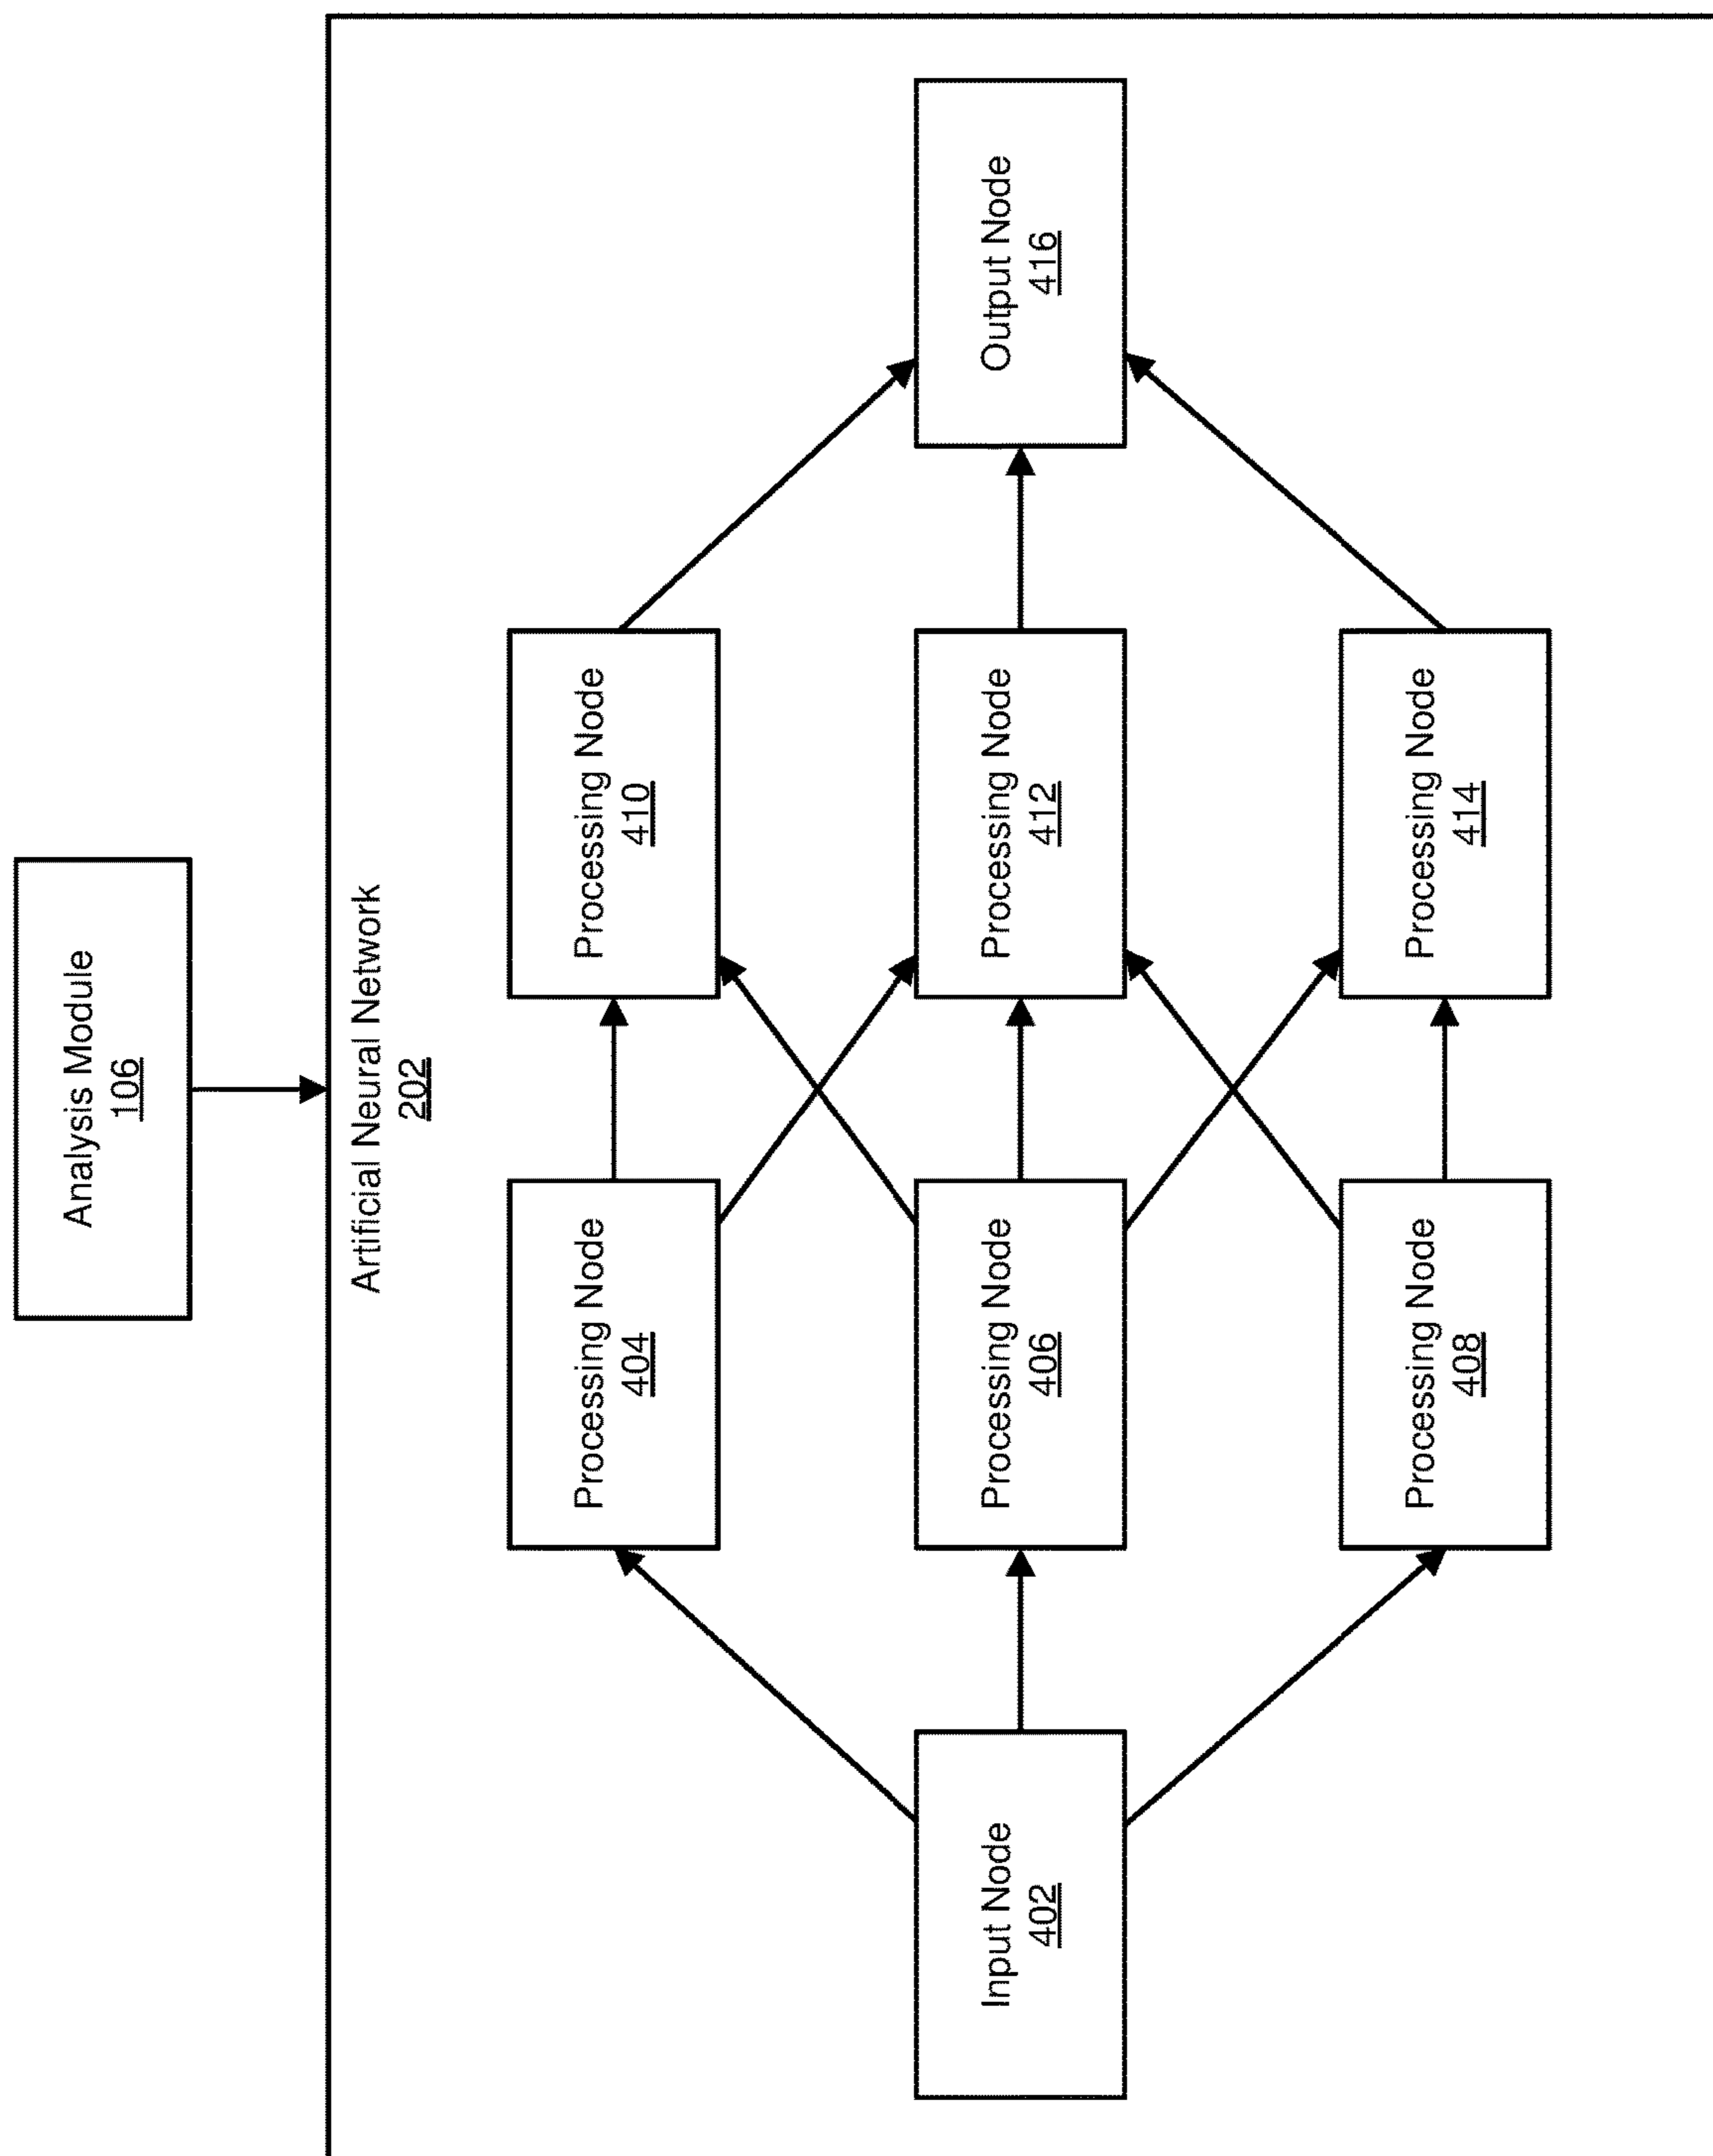 Analysis Module
106
Artificial Neural Network
202
Input Node
402
Processing Node
404
Processing Node
406
Processing Node
408
Processing Node
410
Processing Node
412
Processing Node
414
Output Node
416